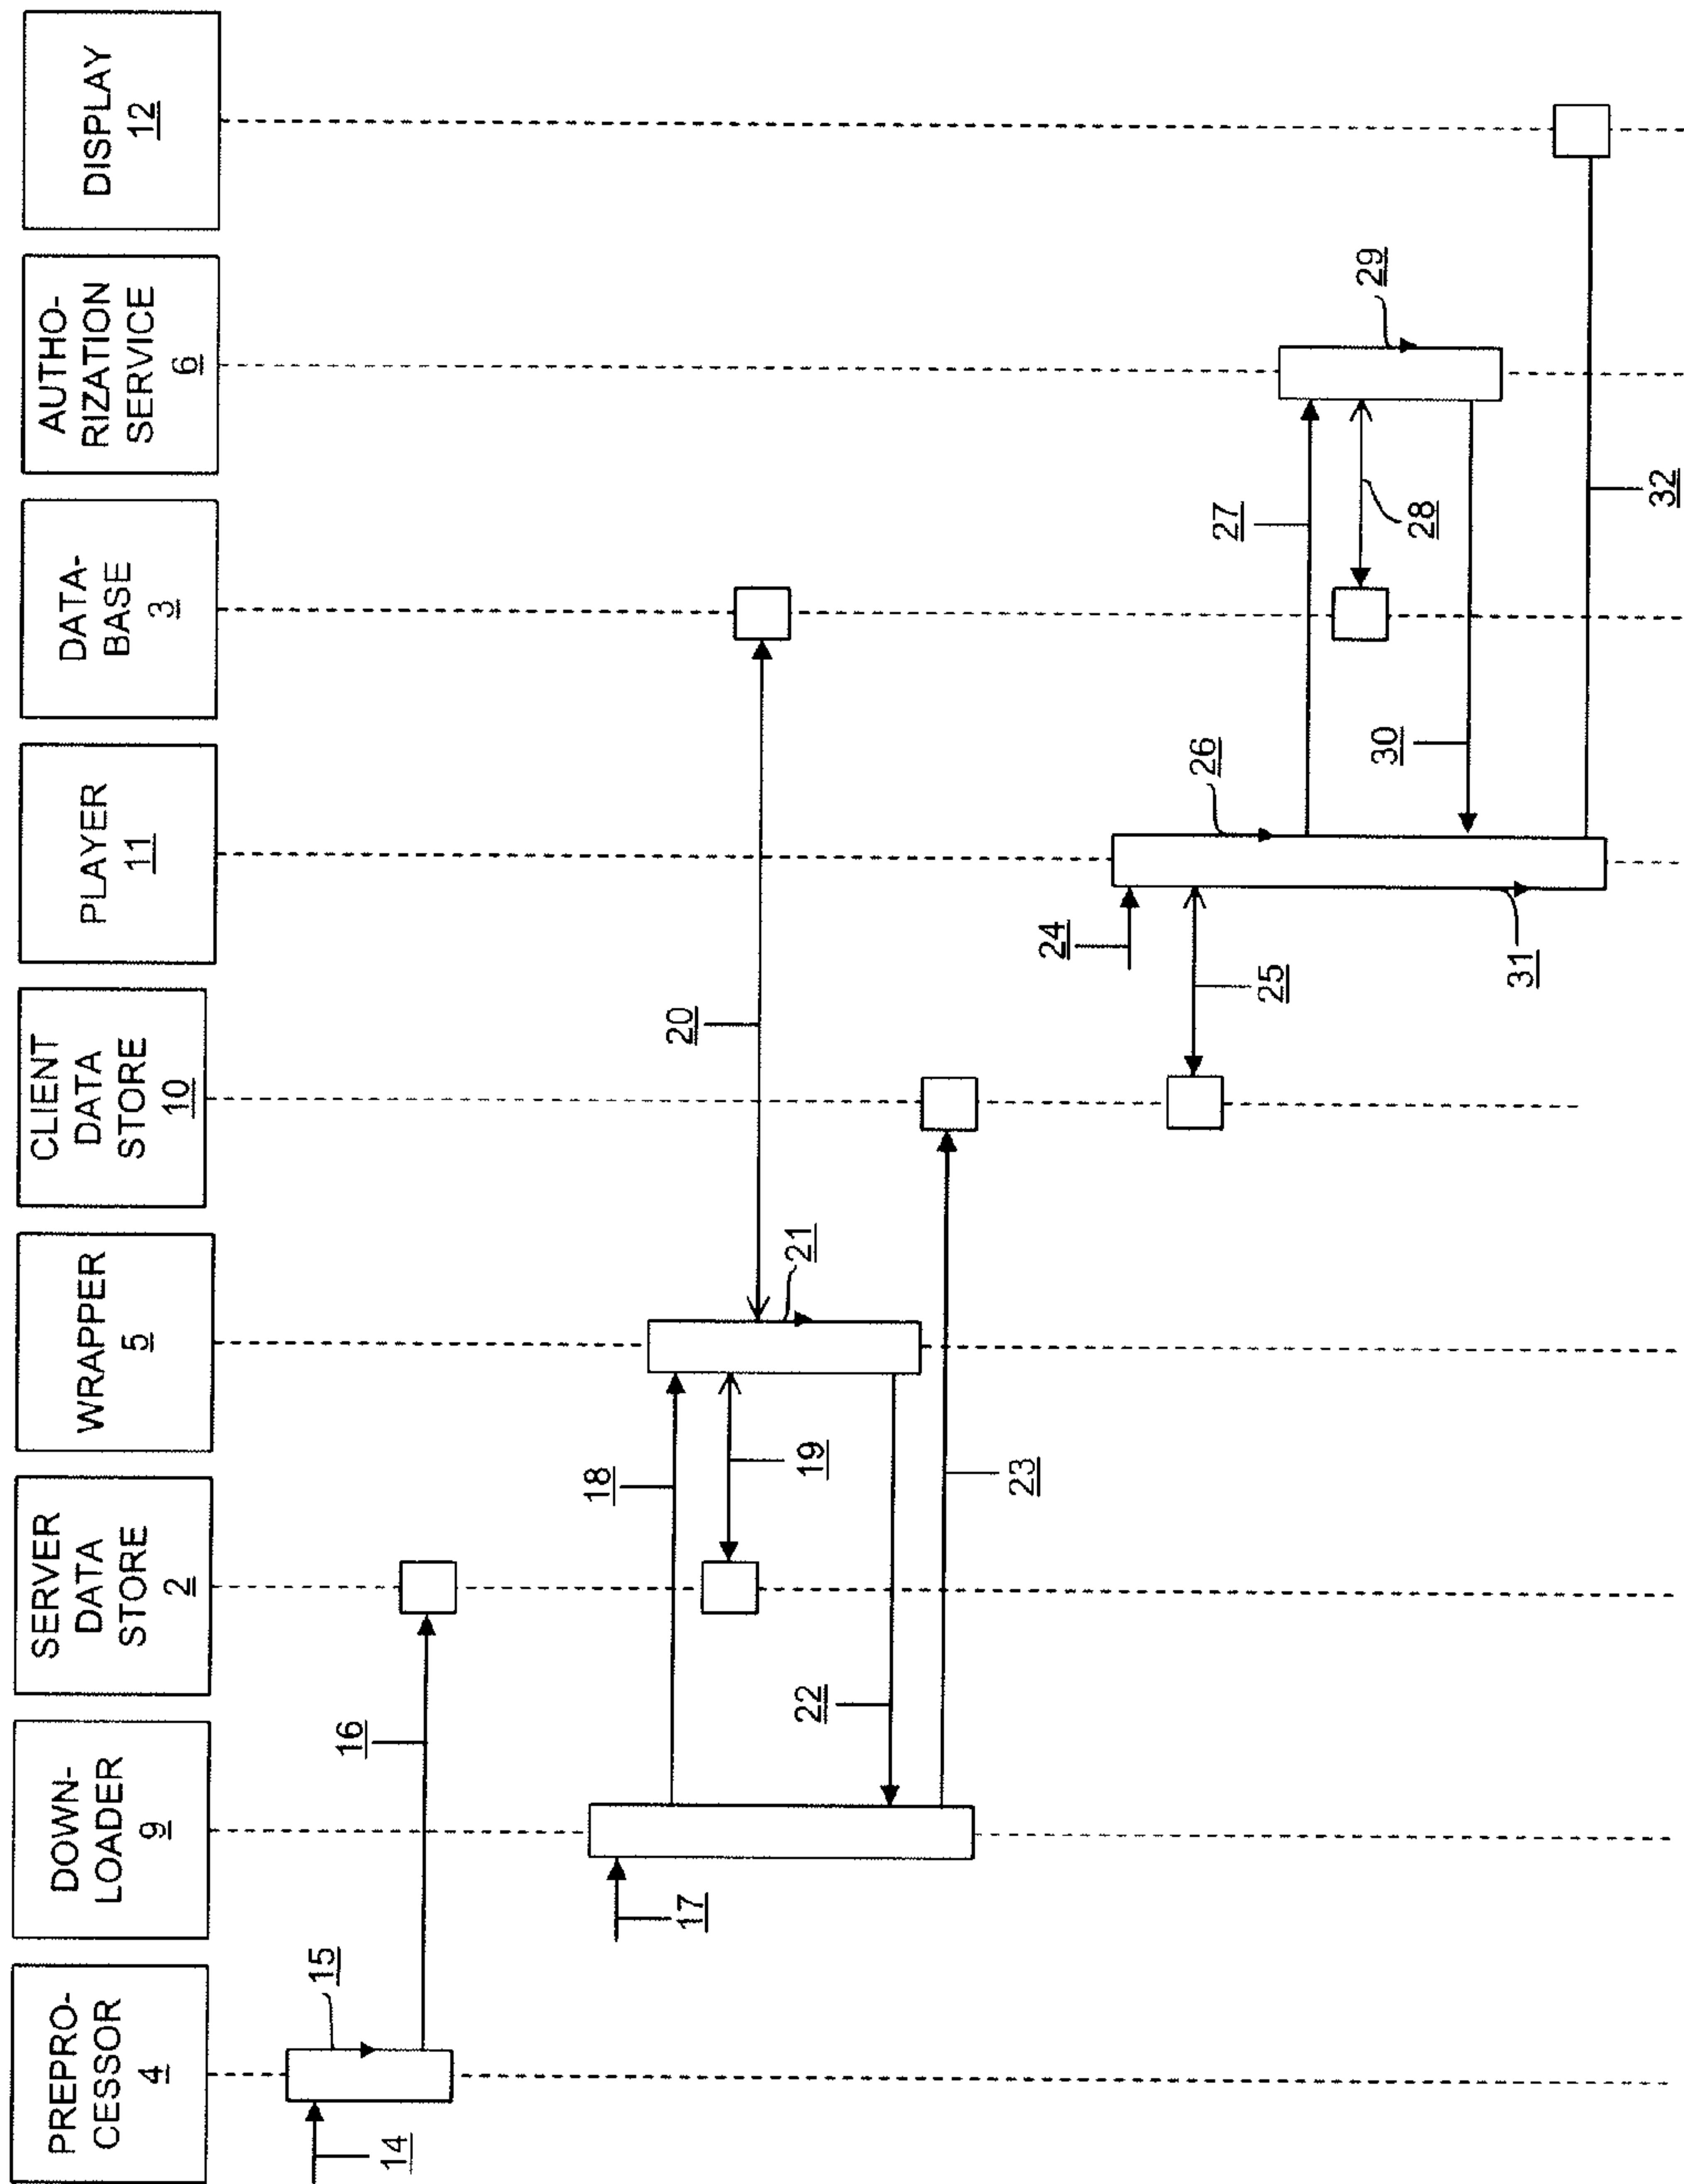 PREPRO-
CESSOR
4
DOWN-
LOADER
9
SERVER
DATA
STORE
2
WRAPPER
5
CLIENT
DATA
STORE
10
PLAYER
11
DATA-
BASE
3
AUTHO-
RIZATION
SERVICE
6
DISPLAY
12
14
15
16
17
18
19
20
21
22
23
24
25
26
27
28
29
30
31
32